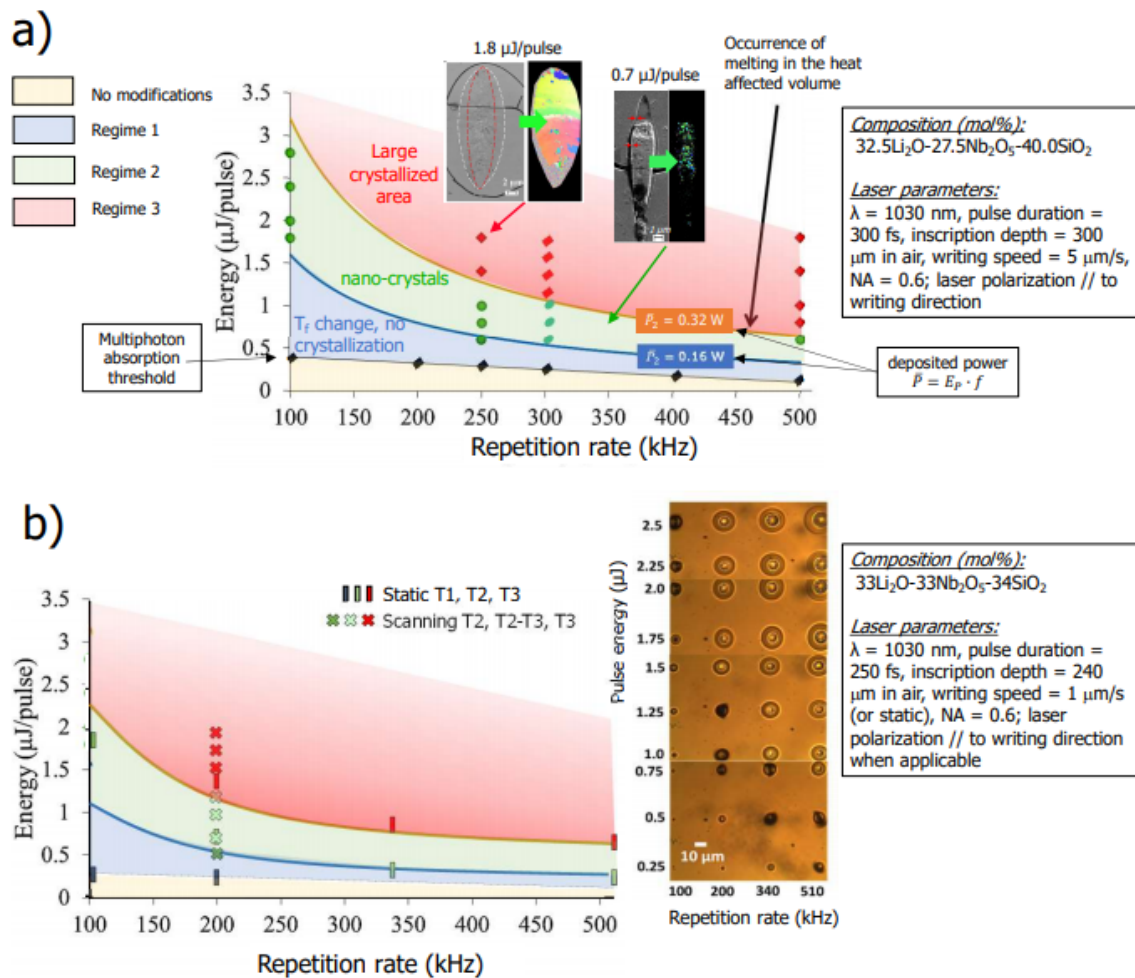 a)
No modifications
Regime 1
Regime 2
Regime 3
1.8 μJ/pulse
0.7 μJ/pulse
Occurrence of
melting in the heat
affected volume
Energy (μJ/pulse)
3.5
3
2.5
2
1.5
1
0.5
0
Large
crystallized
area
nano-crystals
T_f change, no
crystallization
2 μm
P̄₂ = 0.32 W
P̄₂ = 0.16 W
Multiphoton
absorption
threshold
deposited power
P̄ = E_P · f
100 150 200 250 300 350 400 450 500
Repetition rate (kHz)
Composition (mol%):
32.5Li₂O-27.5Nb₂O₅-40.0SiO₂
Laser parameters:
λ = 1030 nm, pulse duration =
300 fs, inscription depth = 300
μm in air, writing speed = 5 μm/s,
NA = 0.6; laser polarization // to
writing direction
b)
Energy (μJ/pulse)
3.5
3
2.5
2
1.5
1
0.5
0
Static T1, T2, T3
Scanning T2, T2-T3, T3
100 150 200 250 300 350 400 450 500
Repetition rate (kHz)
Pulse energy (μJ)
2.5
2.25
2.0
1.75
1.5
1.25
1.0
0.75
0.5
0.25
10 μm
100 200 340 510
Repetition rate (kHz)
Composition (mol%):
33Li₂O-33Nb₂O₅-34SiO₂
Laser parameters:
λ = 1030 nm, pulse duration =
250 fs, inscription depth = 240
μm in air, writing speed = 1 μm/s
(or static), NA = 0.6; laser
polarization // to writing direction
when applicable